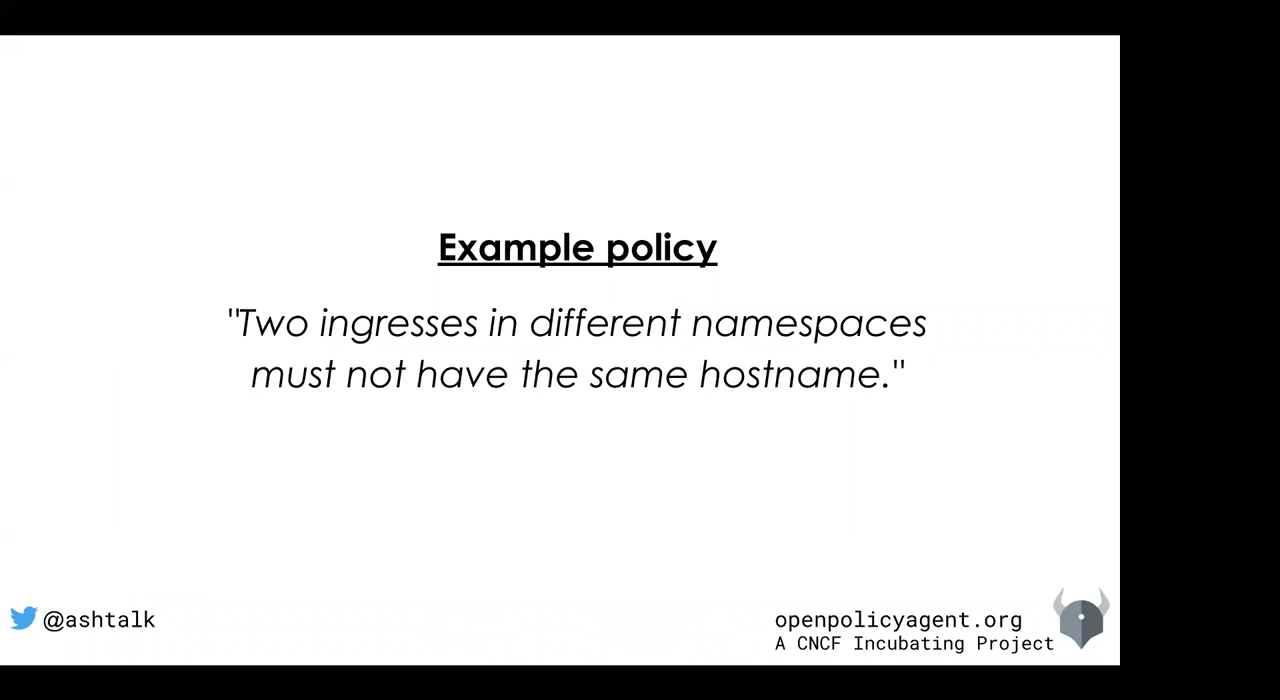 Example policy
"Two ingresses in different namespaces
must not have the same hostname."
@ashtalk
openpolicyagent.org
A CNCF Incubating Project